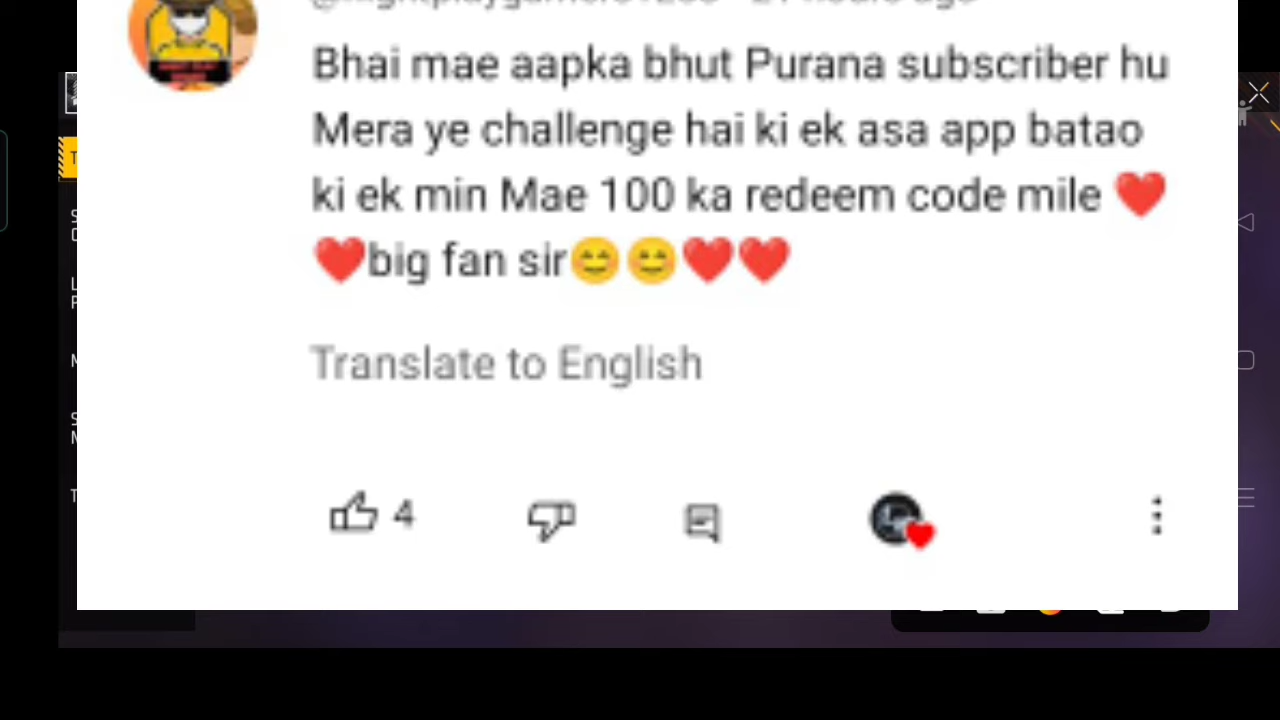 Bhai mae aapka bhut Purana subscriber hu
Mera ye challenge hai ki ek asa app batao
ki ek min Mae 100 ka redeem code mile ❤️
❤️big fan sir😊😊❤️❤️
Translate to English
4